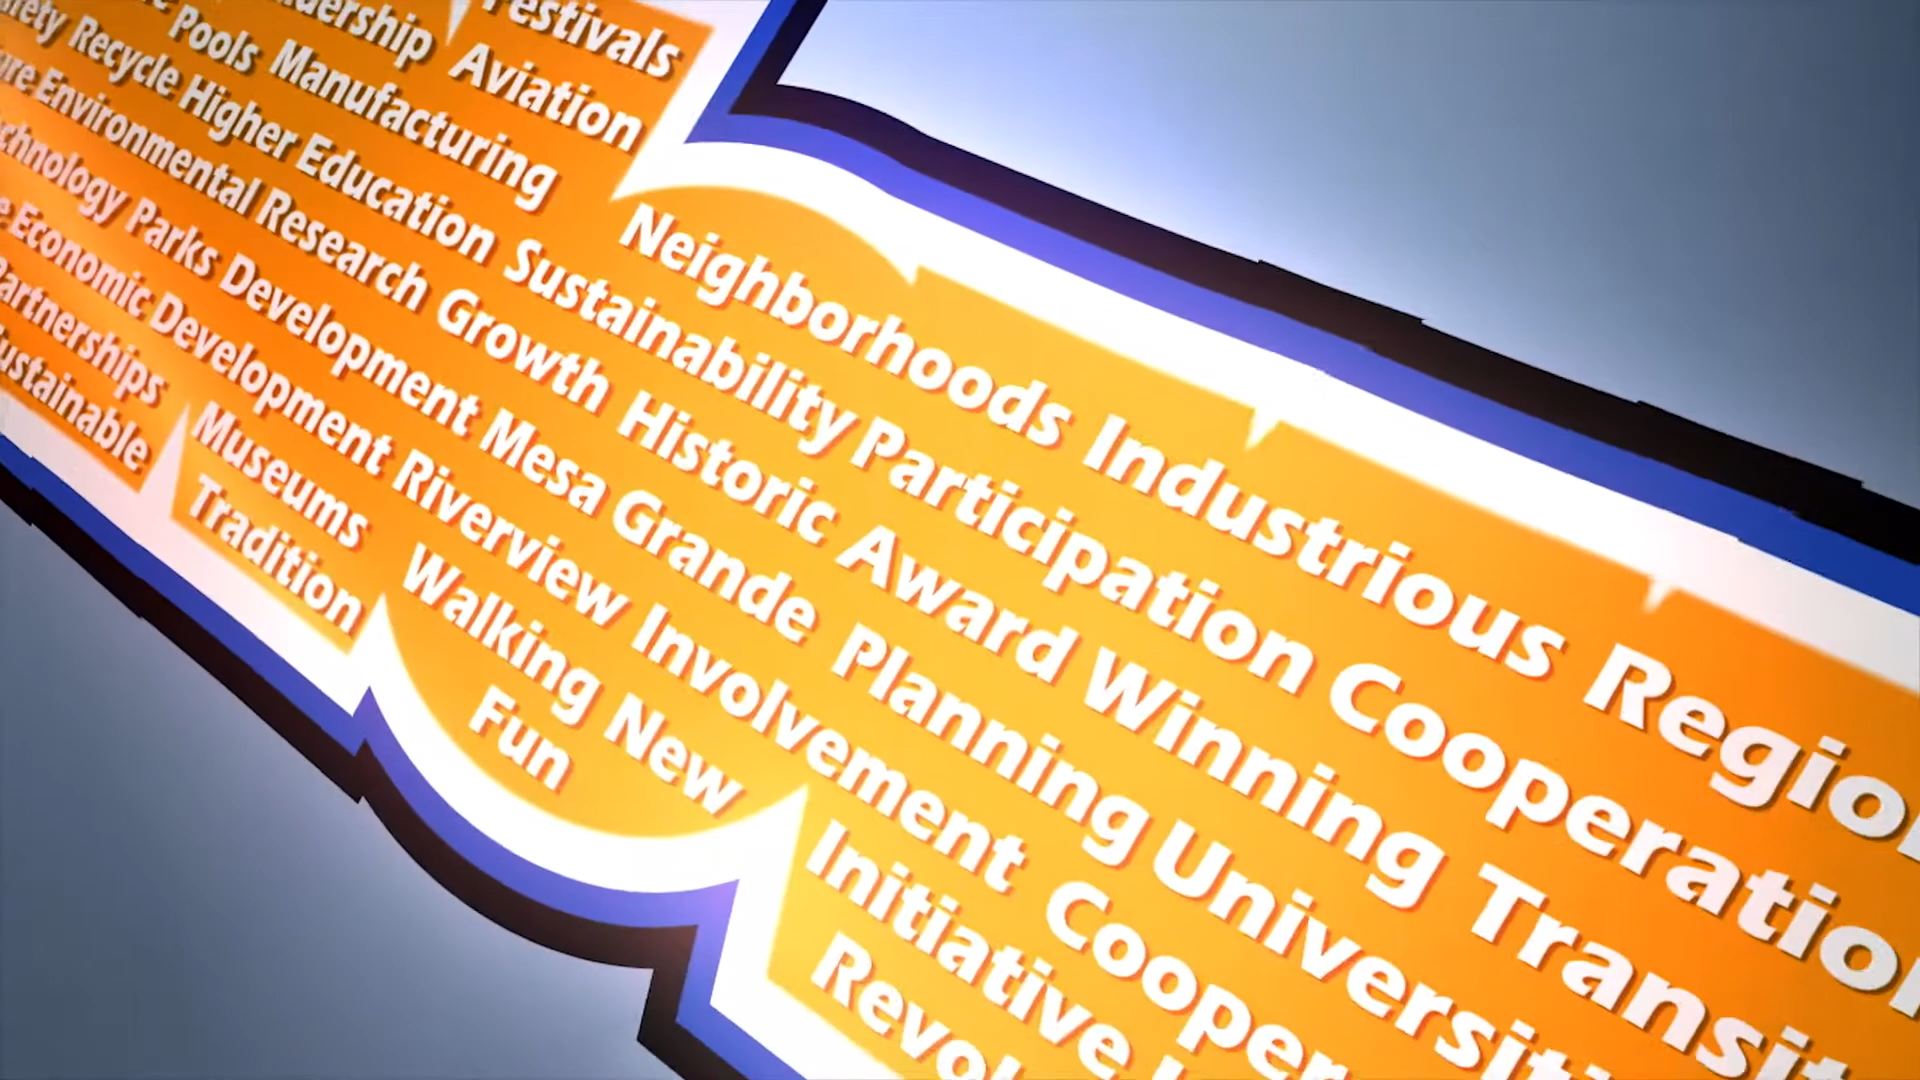 Festivals
Aviation
Pools Manufacturing
Recycle Higher Education Sustainability Participation Cooperation
Neighborhoods Industrious
Environmental Research Growth Historic Award Winning Transit
Parks Development Mesa Grande Planning
Economic Development Riverview Involvement
Museums Walking New
Tradition
Fun
Initiative